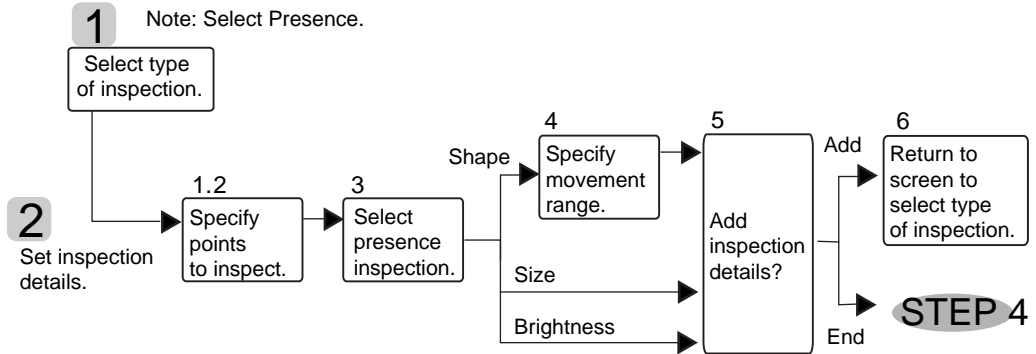 1
Note: Select Presence.
Select type
of inspection.
2
Set inspection
details.
1.2
Specify
points
to inspect.
3
Select
presence
inspection.
Shape
4
Specify
movement
range.
Size
Brightness
5
Add
inspection
details?
Add
6
Return to
screen to
select type
of inspection.
End
STEP 4